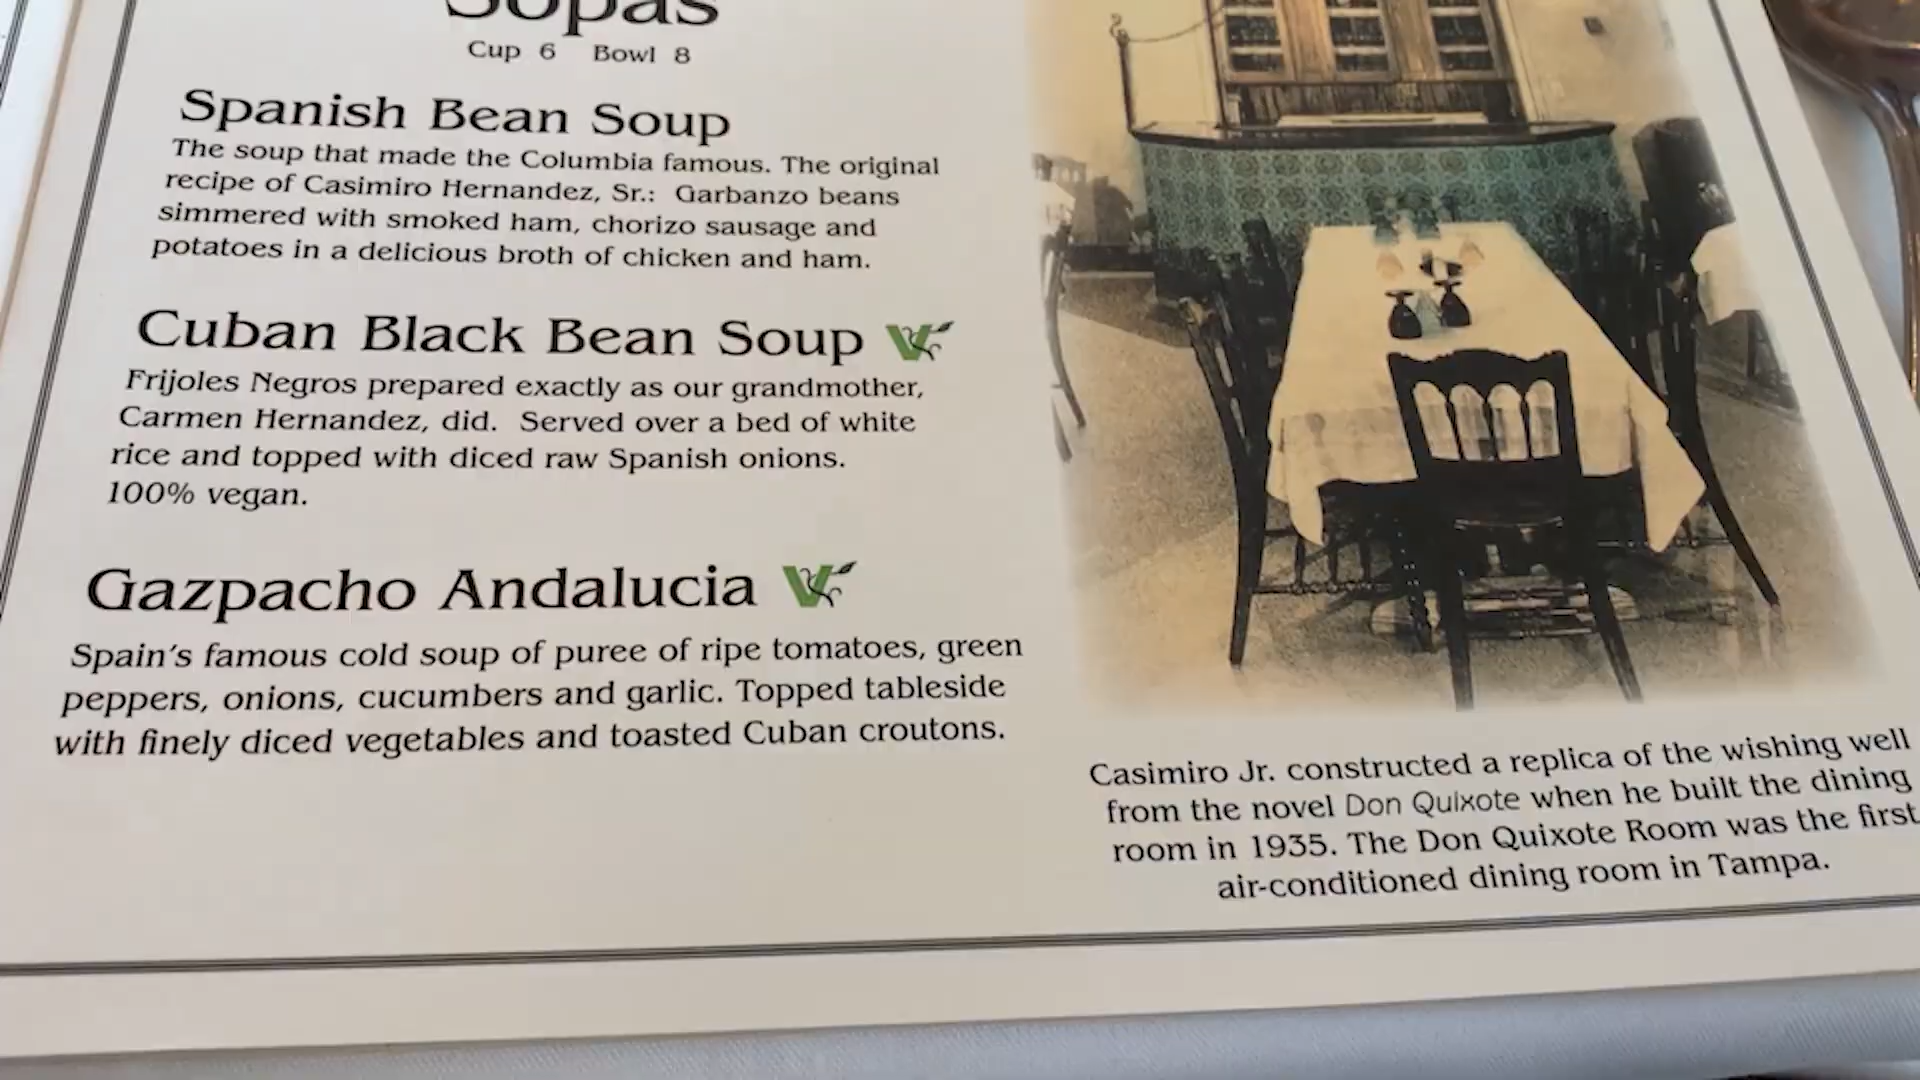 Sopas
Cup 6 Bowl 8
Spanish Bean Soup
The soup that made the Columbia famous. The original
recipe of Casimiro Hernandez, Sr.: Garbanzo beans
simmered with smoked ham, chorizo sausage and
potatoes in a delicious broth of chicken and ham.
Cuban Black Bean Soup V
Frijoles Negros prepared exactly as our grandmother,
Carmen Hernandez, did. Served over a bed of white
rice and topped with diced raw Spanish onions.
100% vegan.
Gazpacho Andalucia V
Spain's famous cold soup of puree of ripe tomatoes, green
peppers, onions, cucumbers and garlic. Topped tableside
with finely diced vegetables and toasted Cuban croutons.
Casimiro Jr. constructed a replica of the wishing well
from the novel Don Quixote when he built the dining
room in 1935. The Don Quixote Room was the first
air-conditioned dining room in Tampa.